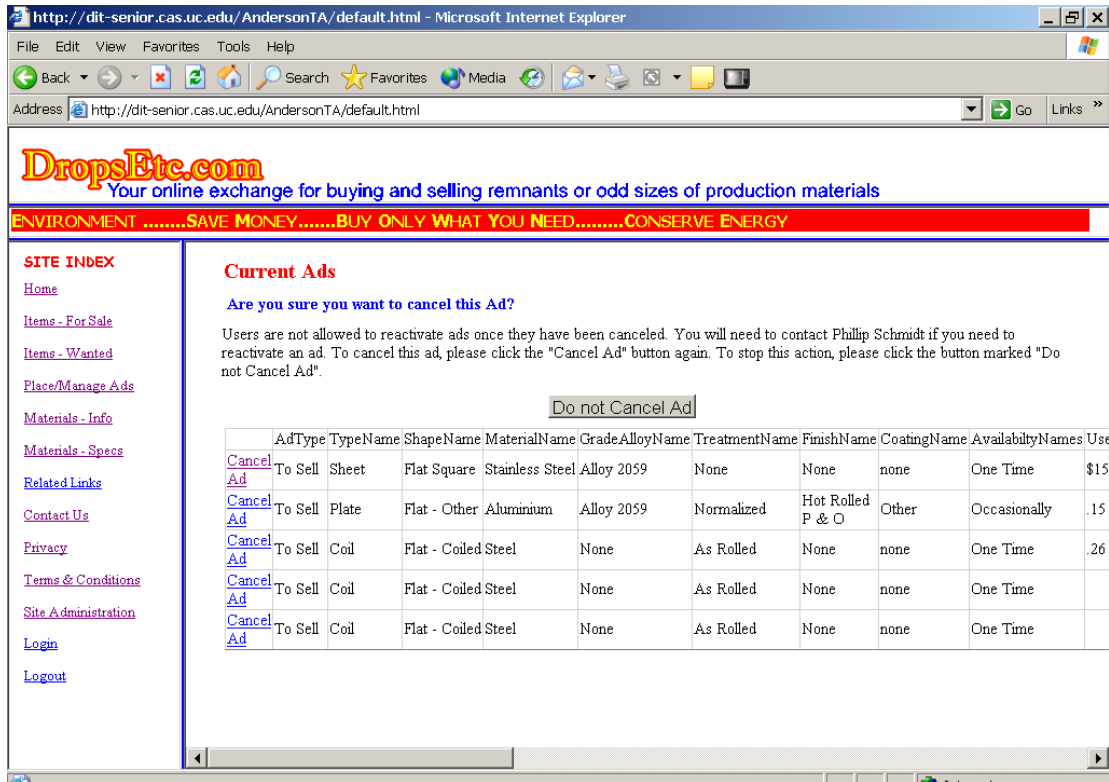 http://dit-senior.cas.uc.edu/AndersonTA/default.html - Microsoft Internet Explorer
File Edit View Favorites Tools Help
Back Search Favorites Media
Address http://dit-senior.cas.uc.edu/AndersonTA/default.html Go Links »
DropsEtc.com
Your online exchange for buying and selling remnants or odd sizes of production materials
ENVIRONMENT ........SAVE MONEY.......BUY ONLY WHAT YOU NEED.........CONSERVE ENERGY
SITE INDEX
Home
Items - For Sale
Items - Wanted
Place/Manage Ads
Materials - Info
Materials - Specs
Related Links
Contact Us
Privacy
Terms & Conditions
Site Administration
Login
Logout
Current Ads
Are you sure you want to cancel this Ad?
Users are not allowed to reactivate ads once they have been canceled. You will need to contact Phillip Schmidt if you need to
reactivate an ad. To cancel this ad, please click the "Cancel Ad" button again. To stop this action, please click the button marked "Do
not Cancel Ad".
Do not Cancel Ad
AdType TypeName ShapeName MaterialName GradeAlloyName TreatmentName FinishName CoatingName AvailabiltyNames Use
Cancel Ad To Sell Sheet Flat Square Stainless Steel Alloy 2059 None None none One Time $15
Cancel Ad To Sell Plate Flat - Other Aluminium Alloy 2059 Normalized Hot Rolled P & O Other Occasionally .15
Cancel Ad To Sell Coil Flat - Coiled Steel None As Rolled None none One Time .26
Cancel Ad To Sell Coil Flat - Coiled Steel None As Rolled None none One Time
Cancel Ad To Sell Coil Flat - Coiled Steel None As Rolled None none One Time